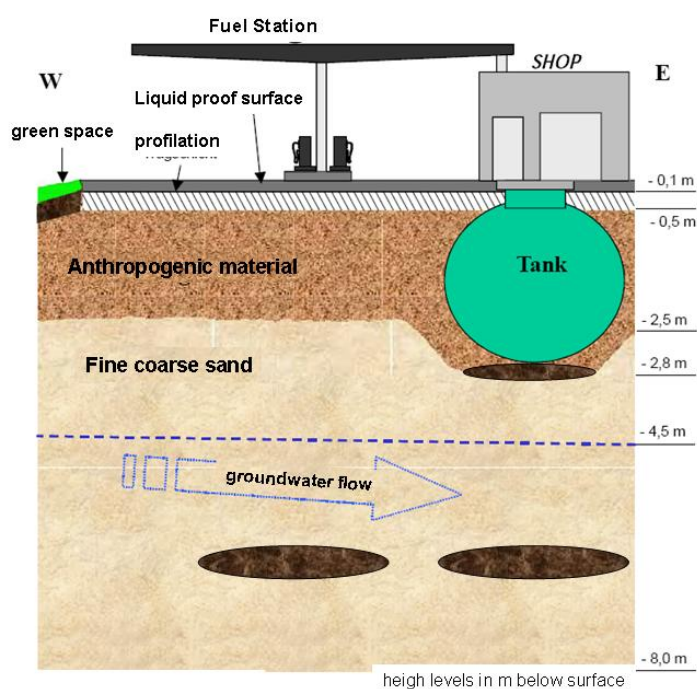 Fuel Station
W
SHOP
E
Liquid proof surface
green space
profilation
- 0,1 m
- 0,5 m
Anthropogenic material
Tank
- 2,5 m
Fine coarse sand
- 2,8 m
- 4,5 m
groundwater flow
- 8,0 m
heigh levels in m below surface